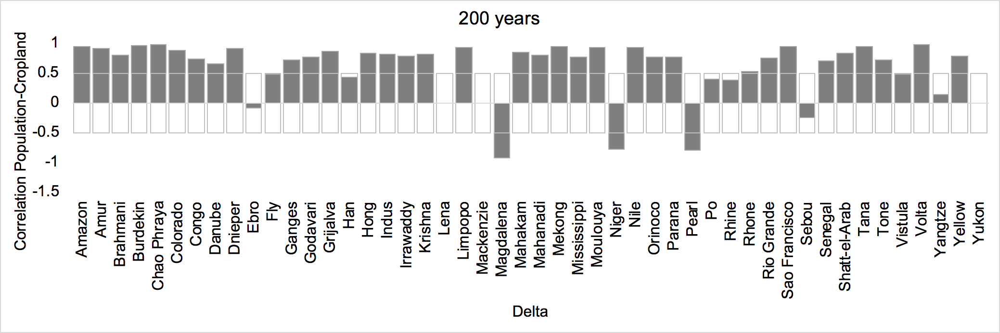 200 years
Correlation Population-Cropland
1
0.5
0
-0.5
-1
-1.5
Amazon
Amur
Brahmani
Burdekin
Chao Phraya
Colorado
Congo
Danube
Dnieper
Ebro
Fly
Ganges
Godavari
Grijalva
Han
Hong
Indus
Irrawaddy
Krishna
Lena
Limpopo
Mackenzie
Magdalena
Mahakam
Mahanadi
Mekong
Mississippi
Moulouya
Niger
Nile
Orinoco
Parana
Pearl
Po
Rhine
Rhone
Rio Grande
Sao Francisco
Sebou
Senegal
Shatt-el-Arab
Tana
Tone
Vistula
Volta
Yangtze
Yellow
Yukon
Delta